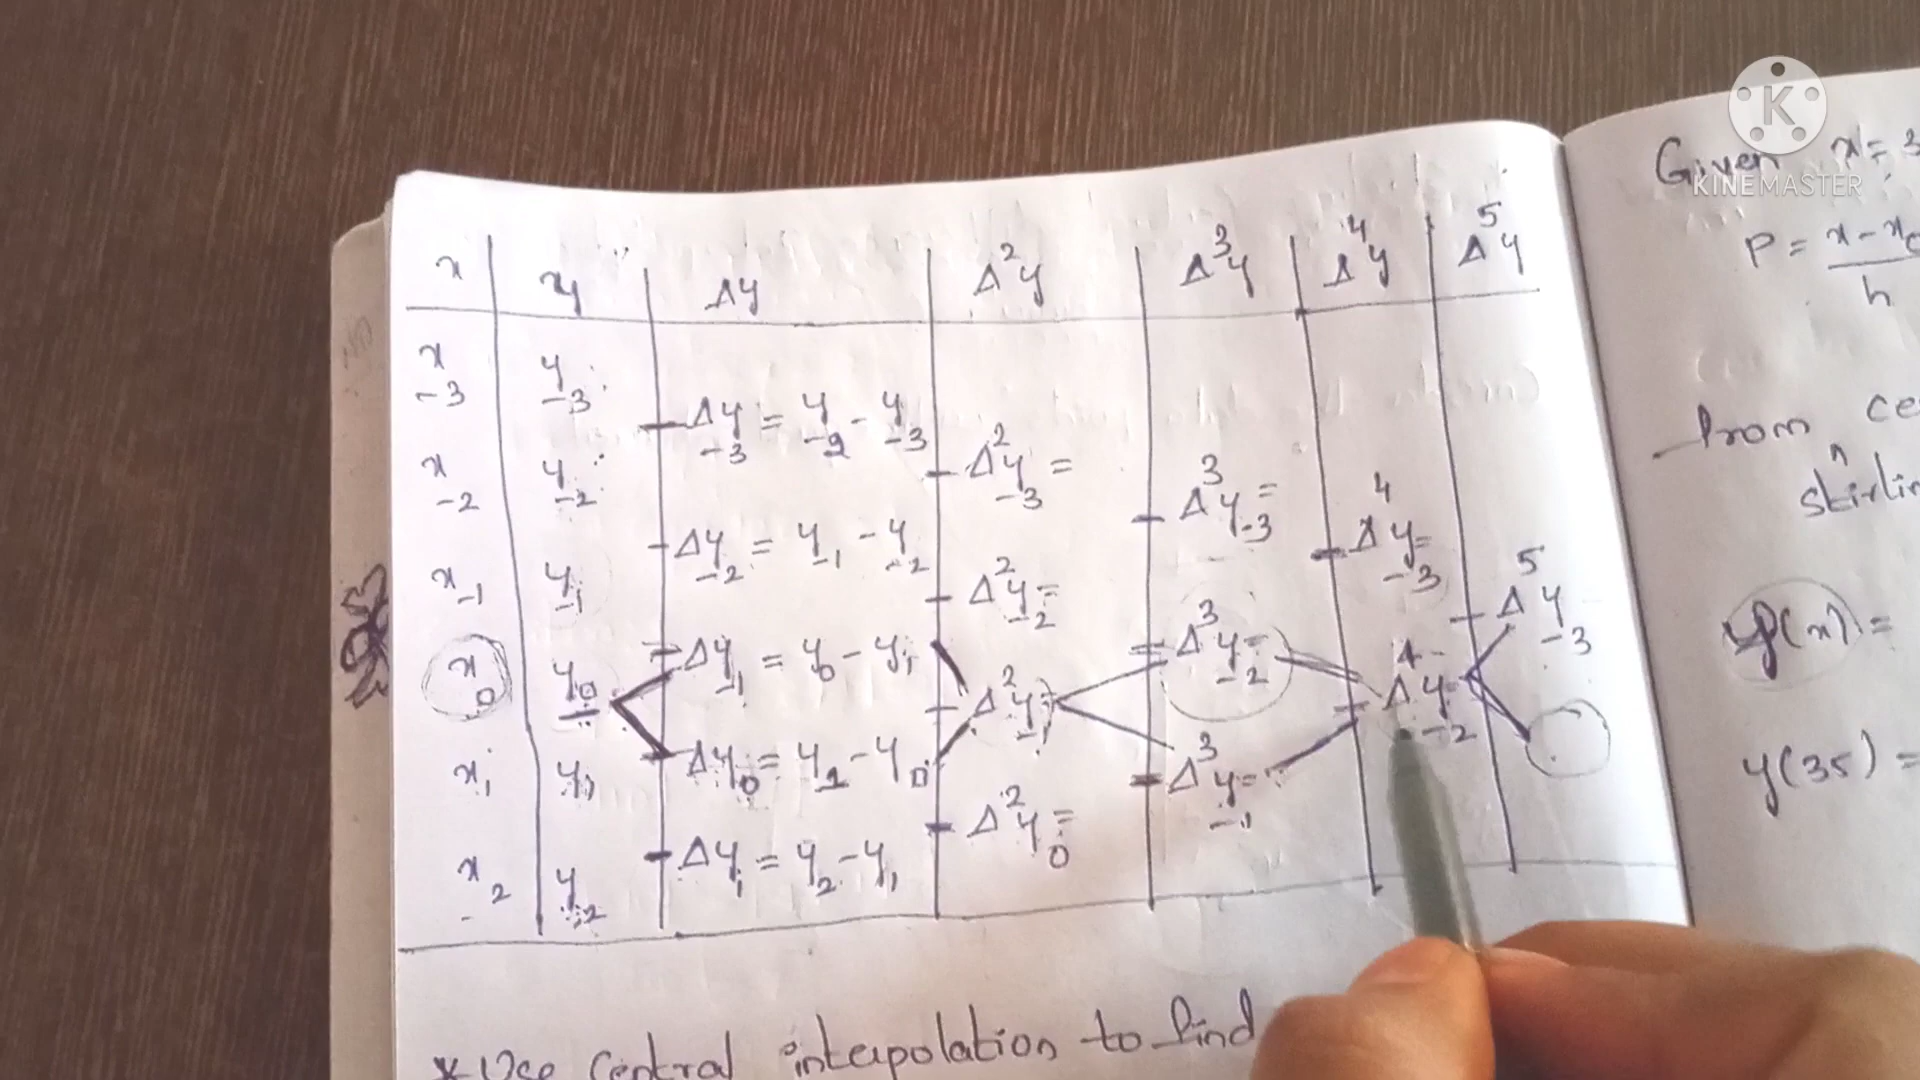 x y Δy Δ²y Δ³y Δ⁴y Δ⁵y
x₋₃ y₋₃
Δy₋₃ = y₋₂ - y₋₃
Δ²y₋₃ =
x₋₂ y₋₂
Δ³y₋₃ =
Δy₋₂ = y₋₁ - y₋₂
Δ⁴y₋₃ =
x₋₁ y₋₁
Δ²y₋₂ =
Δ⁵y₋₃
Δy₋₁ = y₀ - y₋₁
Δ³y₋₂ =
x₀ y₀
Δ²y₋₁ =
Δ⁴y₋₂ =
Δy₀ = y₁ - y₀
Δ³y₋₁ =
x₁ y₁
Δ²y₀ =
Δy₁ = y₂ - y₁
x₂ y₂
* Use central interpolation to find
Given x = 3
P = x - x₀ / h
from
y(x) =
y(35) =
KINEMASTER